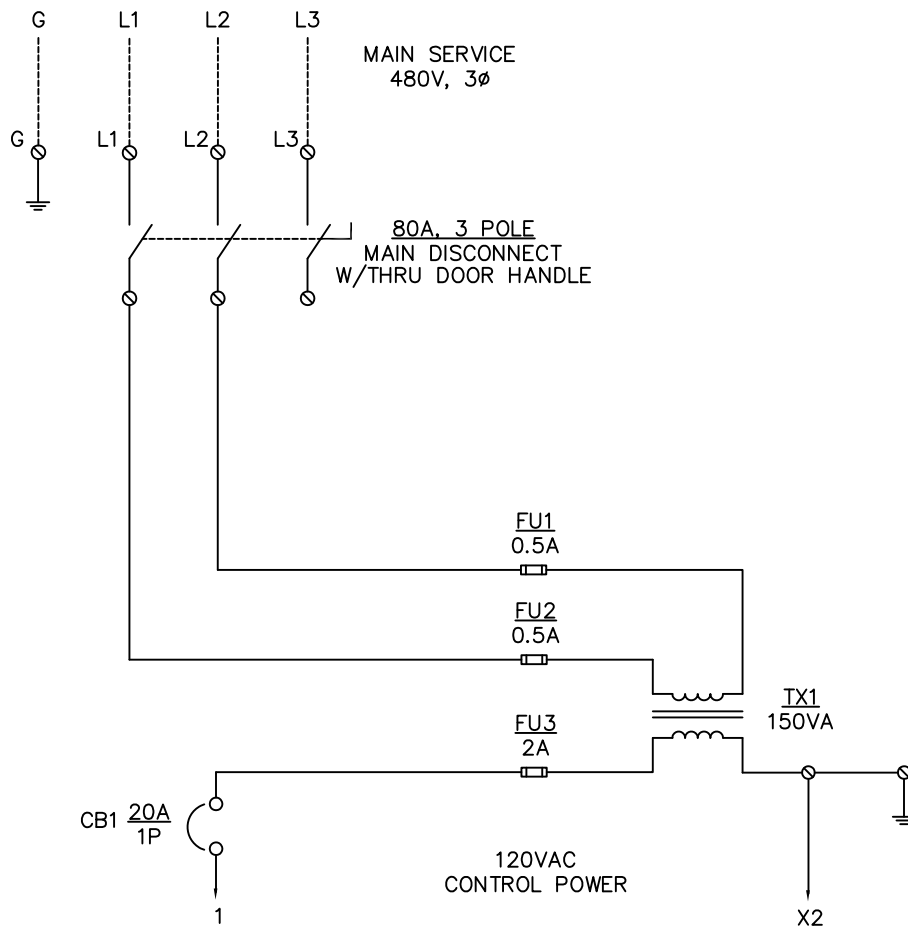 G L1 L2 L3
MAIN SERVICE
480V, 3ø
G L1 L2 L3
80A, 3 POLE
MAIN DISCONNECT
W/THRU DOOR HANDLE
FU1
0.5A
FU2
0.5A
TX1
150VA
FU3
2A
CB1 20A
1P
120VAC
CONTROL POWER
1
X2